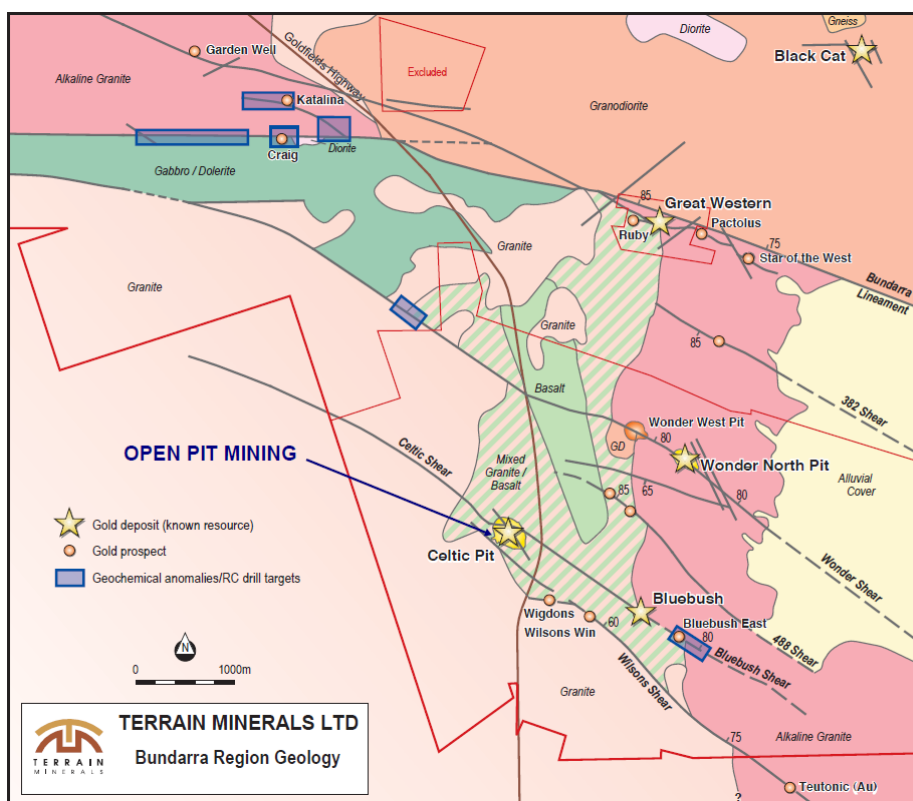 Gneiss
Diorite
Black Cat
Goldfields Highway
Garden Well
Excluded
Alkaline Granite
Katalina
Granodiorite
Craig
Diorite
Gabbro / Dolerite
85
Great Western
Ruby
Pactolus
75
Star of the West
Granite
Granite
Bundarra
Lineament
Granite
85
Basalt
382 Shear
Wonder West Pit
GD
80
Celtic Shear
OPEN PIT MINING
Wonder North Pit
Mixed
Granite /
Basalt
Alluvial
Cover
85
65
80
Gold deposit (known resource)
Gold prospect
Geochemical anomalies/RC drill targets
Celtic Pit
Wonder Shear
Bluebush
Wigdons
Wilsons Win
60
Bluebush East
80
488 Shear
Bluebush Shear
Wilsons Shear
N
0
1000m
Granite
TERRAIN MINERALS LTD
Bundarra Region Geology
TERRAIN
MINERALS
75
Alkaline Granite
Teutonic (Au)
?